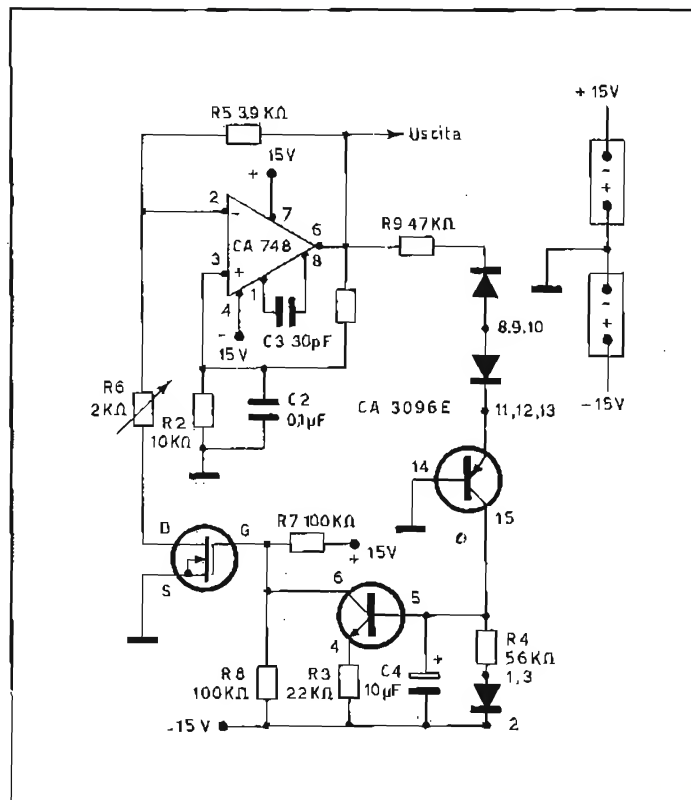 R5 3,9 KΩ
Uscita
+ 15V
15V
+
2
-
7
6
R9 47KΩ
CA 748
8
3
+
1
4
-
15V
C3 30pF
8,9,10
- +
- +
R6
2KΩ
R2
10KΩ
C2
0,1µF
CA 3096E
11,12,13
-15V
14
15
D
G
S
R7 100KΩ
+ 15V
6
5
4
R8
100KΩ
R3
22KΩ
C4
10µF
+
R4
56KΩ
1,3
-15 V
2